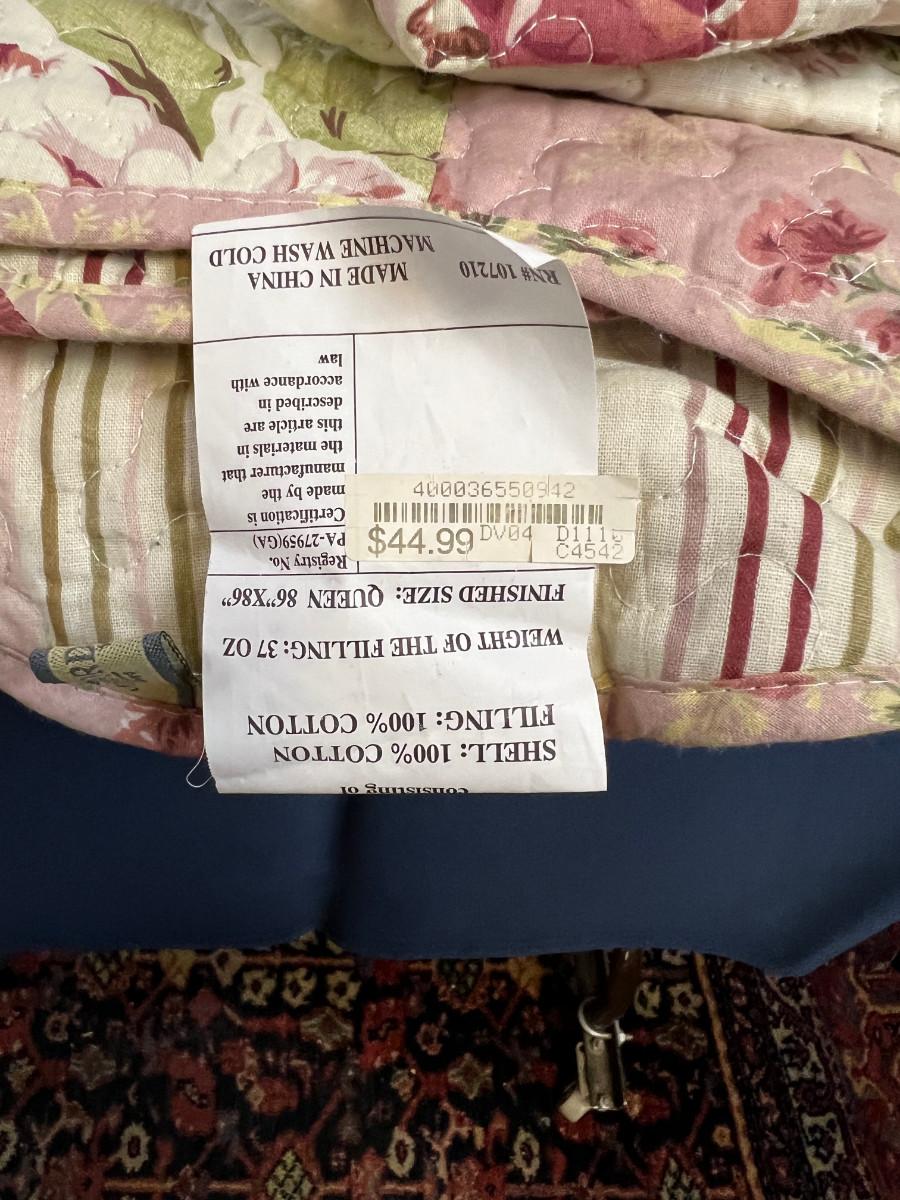 consisting of
SHELL: 100% COTTON
FILLING: 100% COTTON
WEIGHT OF THE FILLING: 37 OZ
FINISHED SIZE: QUEEN 86"X86"
Registry No.
PA-27959(GA)
Certification is
made by the
manufacturer that
the materials in
this article are
described in
accordance with
law
MADE IN CHINA
MACHINE WASH COLD
RN# 107210
400036550942
$44.99
DV04
C4542